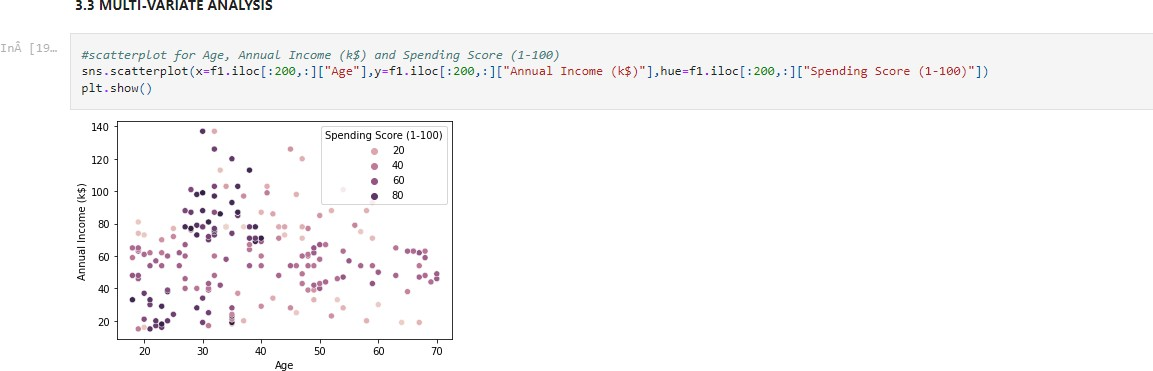 3.3 MULTI-VARIATE ANALYSIS
InÂ [19…
#scatterplot for Age, Annual Income (k$) and Spending Score (1-100)
sns.scatterplot(x=f1.iloc[:200,:]["Age"],y=f1.iloc[:200,:]["Annual Income (k$)"],hue=f1.iloc[:200,:]["Spending Score (1-100)"])
plt.show()
Spending Score (1-100)
20
40
60
80
Annual Income (k$)
140
120
100
80
60
40
20
20 30 40 50 60 70
Age